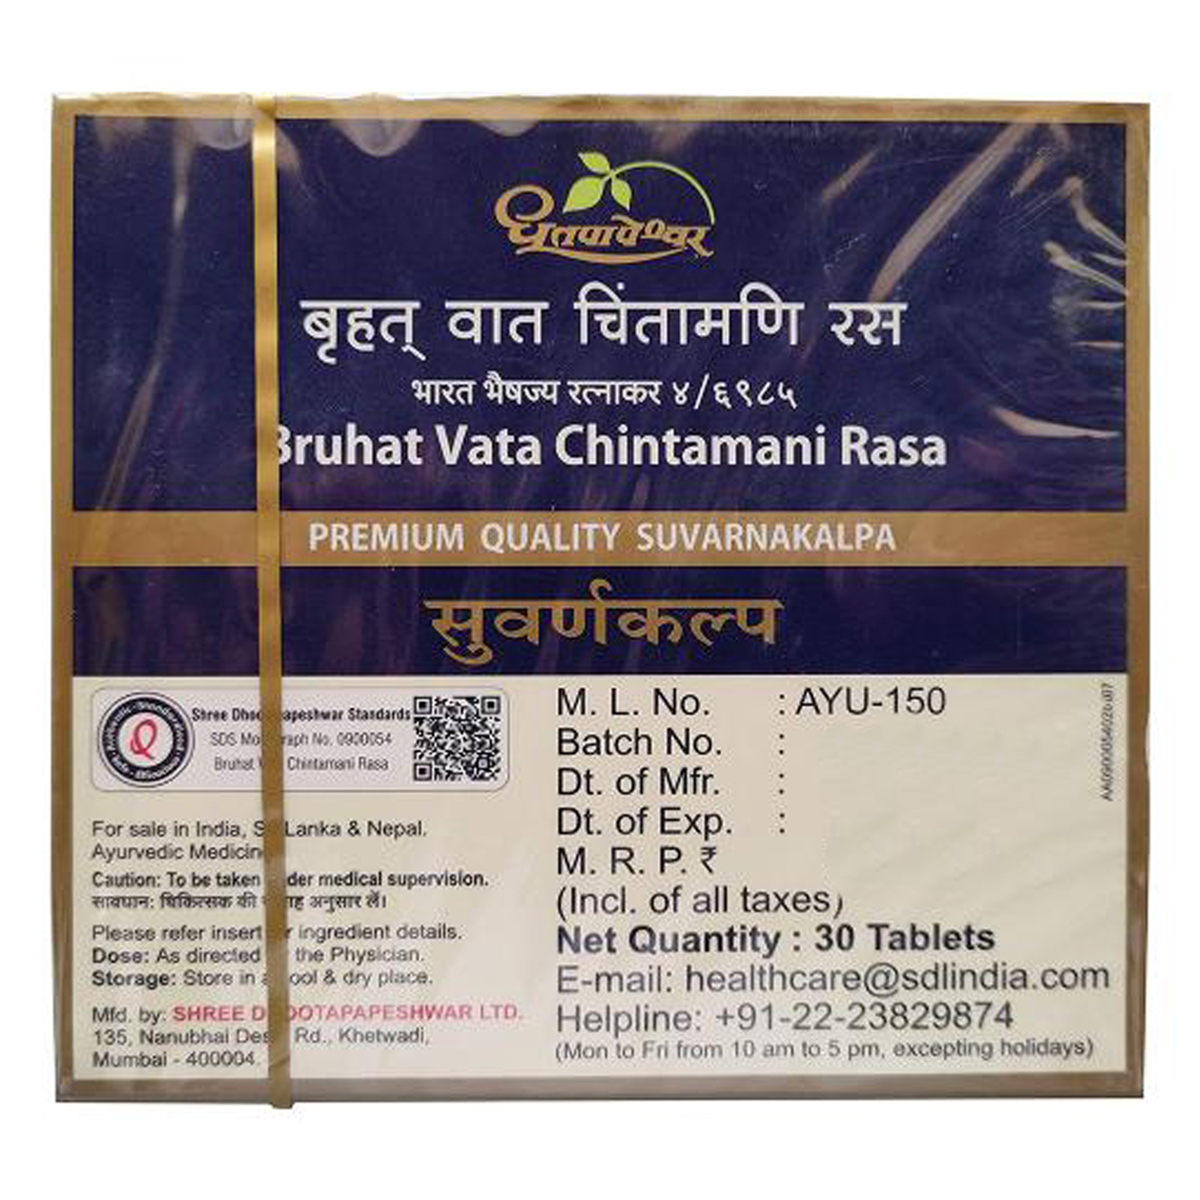 धूतपापेश्वर
बृहत् वात चिंतामणि रस
भारत भैषज्य रत्नाकर ४/६९८५
Bruhat Vata Chintamani Rasa
PREMIUM QUALITY SUVARNAKALPA
सुवर्णकल्प
Shree Dhootapapeshwar Standards
SDS Monograph No. 0900054
Bruhat Vata Chintamani Rasa
For sale in India, Sri Lanka & Nepal.
Ayurvedic Medicine
Caution: To be taken under medical supervision.
सावधान: चिकित्सक की सलाह अनुसार लें।
Please refer insert for ingredient details.
Dose: As directed by the Physician.
Storage: Store in a cool & dry place.
Mfd. by: SHREE DHOOTAPAPESHWAR LTD.
135, Nanubhai Desai Rd., Khetwadi,
Mumbai - 400004.
M. L. No. : AYU-150
Batch No. :
Dt. of Mfr. :
Dt. of Exp. :
M. R. P. ₹
(Incl. of all taxes)
Net Quantity : 30 Tablets
E-mail: healthcare@sdlindia.com
Helpline: +91-22-23829874
(Mon to Fri from 10 am to 5 pm, excepting holidays)